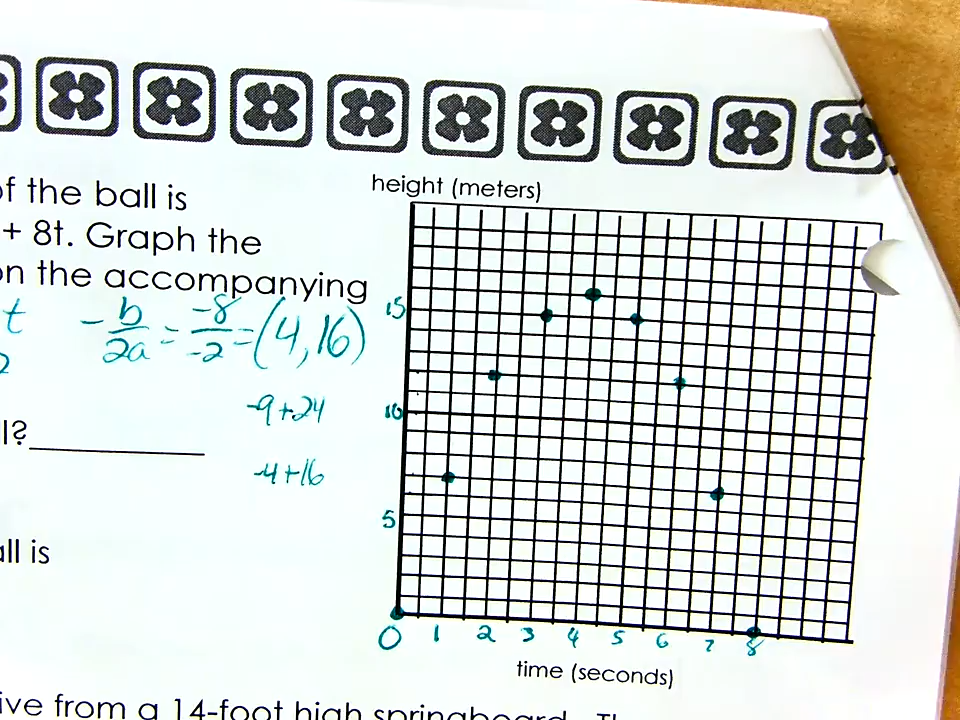 height (meters)
of the ball is
+ 8t. Graph the
on the accompanying
t -b/2a = -8/-2 = (4,16)
2
15
-9+24
10
l?
-4+16
5
all is
0 1 2 3 4 5 6 7 8
time (seconds)
ive from a 14-foot high springboard. Th